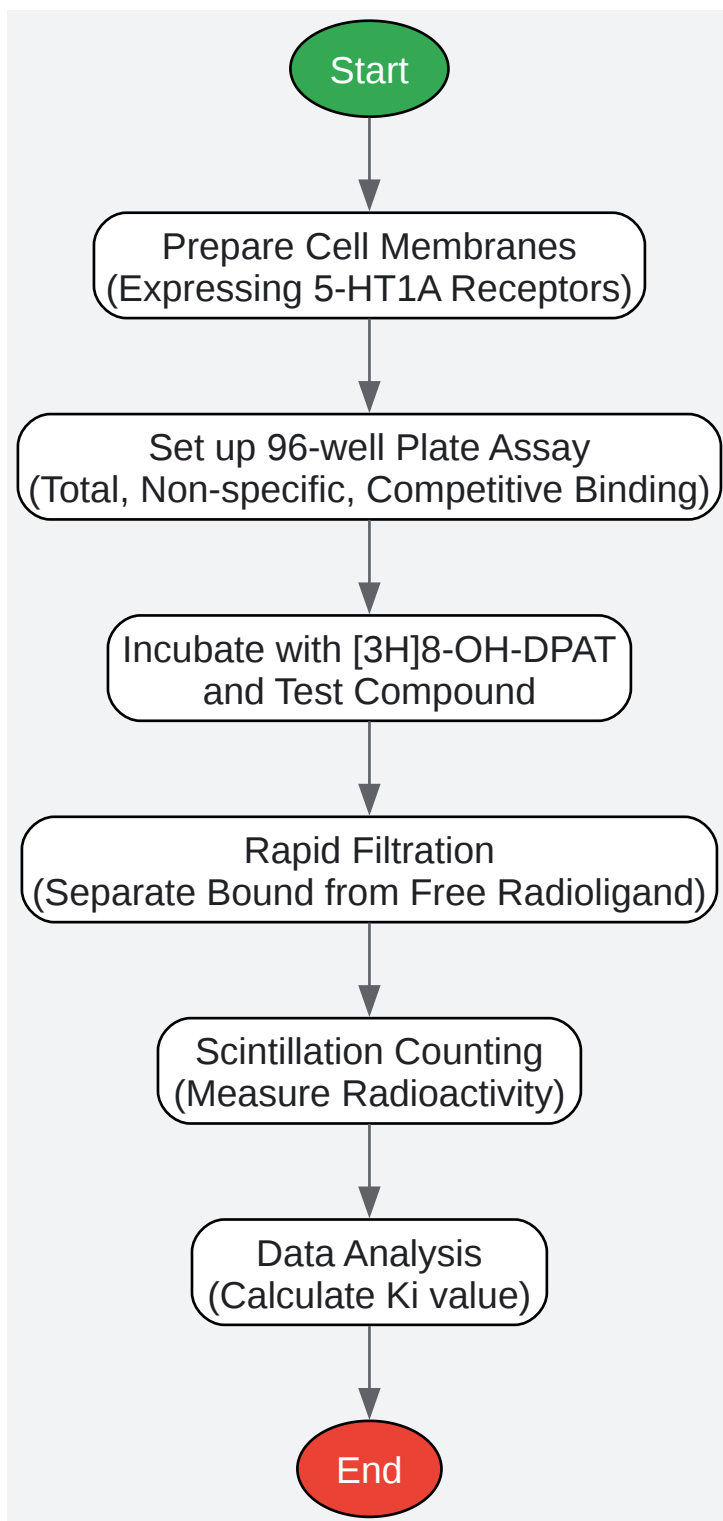 Start
Prepare Cell Membranes
(Expressing 5-HT1A Receptors)
Set up 96-well Plate Assay
(Total, Non-specific, Competitive Binding)
Incubate with [3H]8-OH-DPAT
and Test Compound
Rapid Filtration
(Separate Bound from Free Radioligand)
Scintillation Counting
(Measure Radioactivity)
Data Analysis
(Calculate Ki value)
End